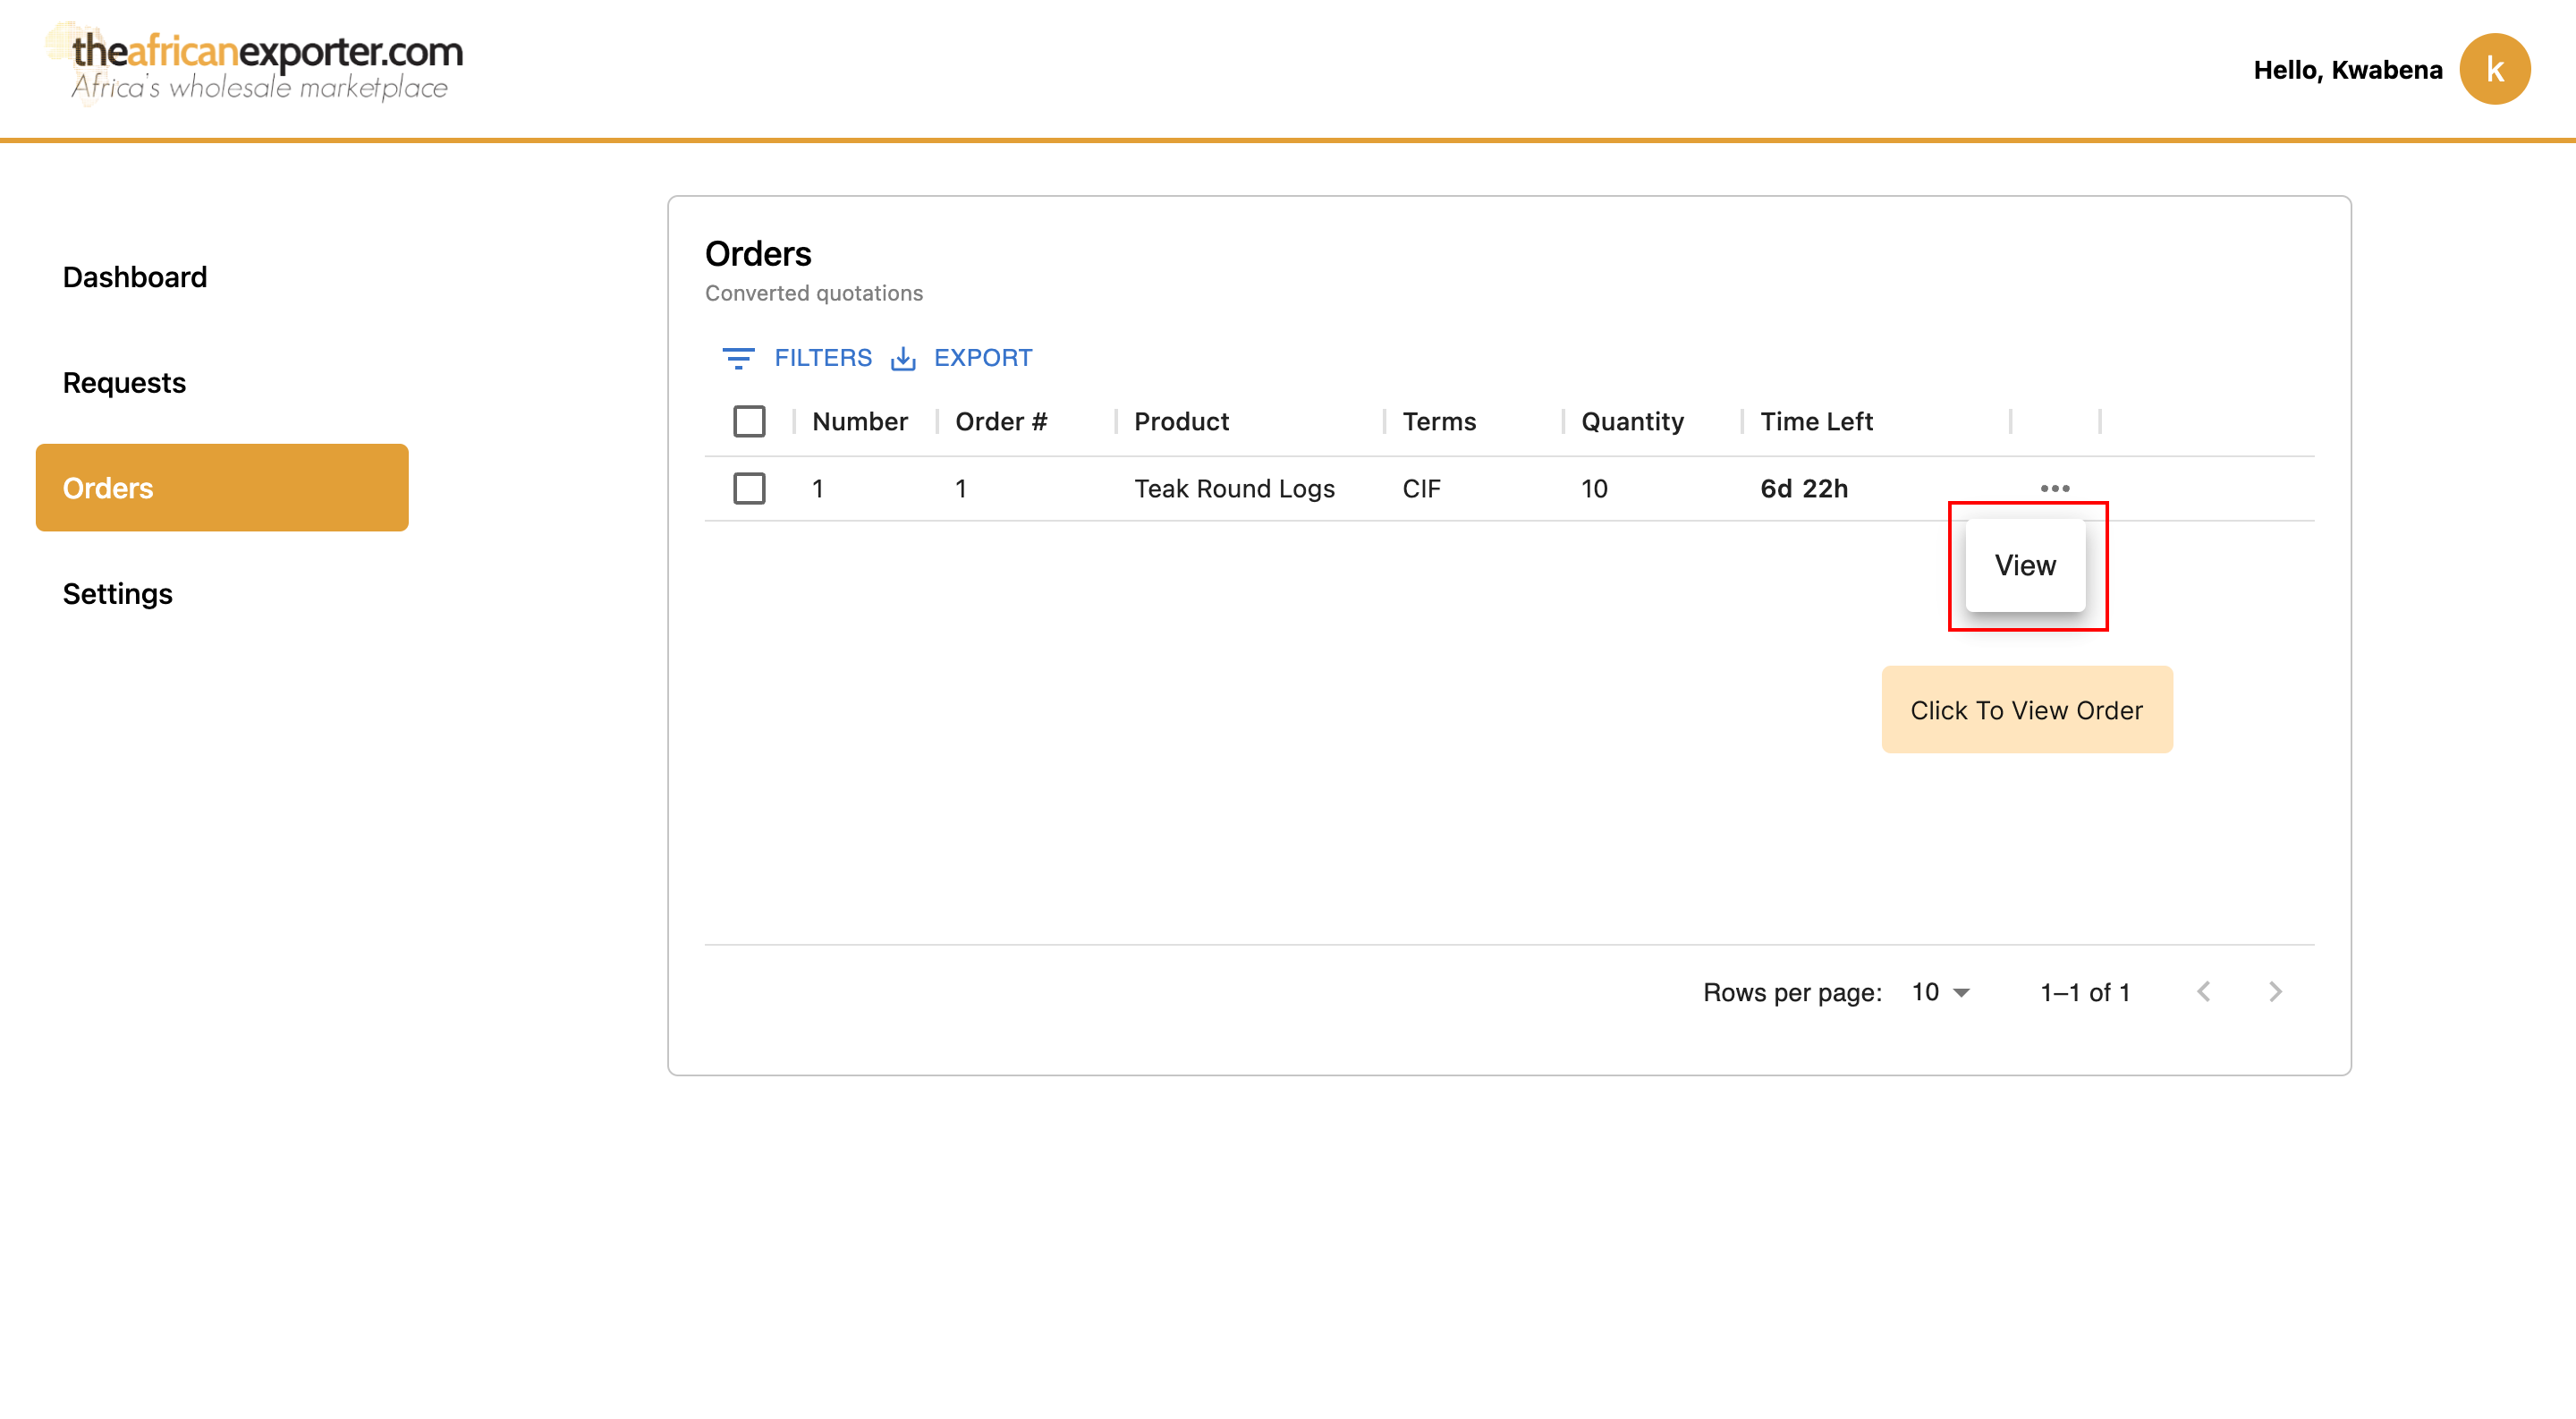 theafricanexporter.com
Africa's wholesale marketplace
Hello, Kwabena
k
Dashboard
Requests
Orders
Settings
Orders
Converted quotations
FILTERS EXPORT
Number Order # Product Terms Quantity Time Left
1 1 Teak Round Logs CIF 10 6d 22h •••
View
Click To View Order
Rows per page: 10 1–1 of 1